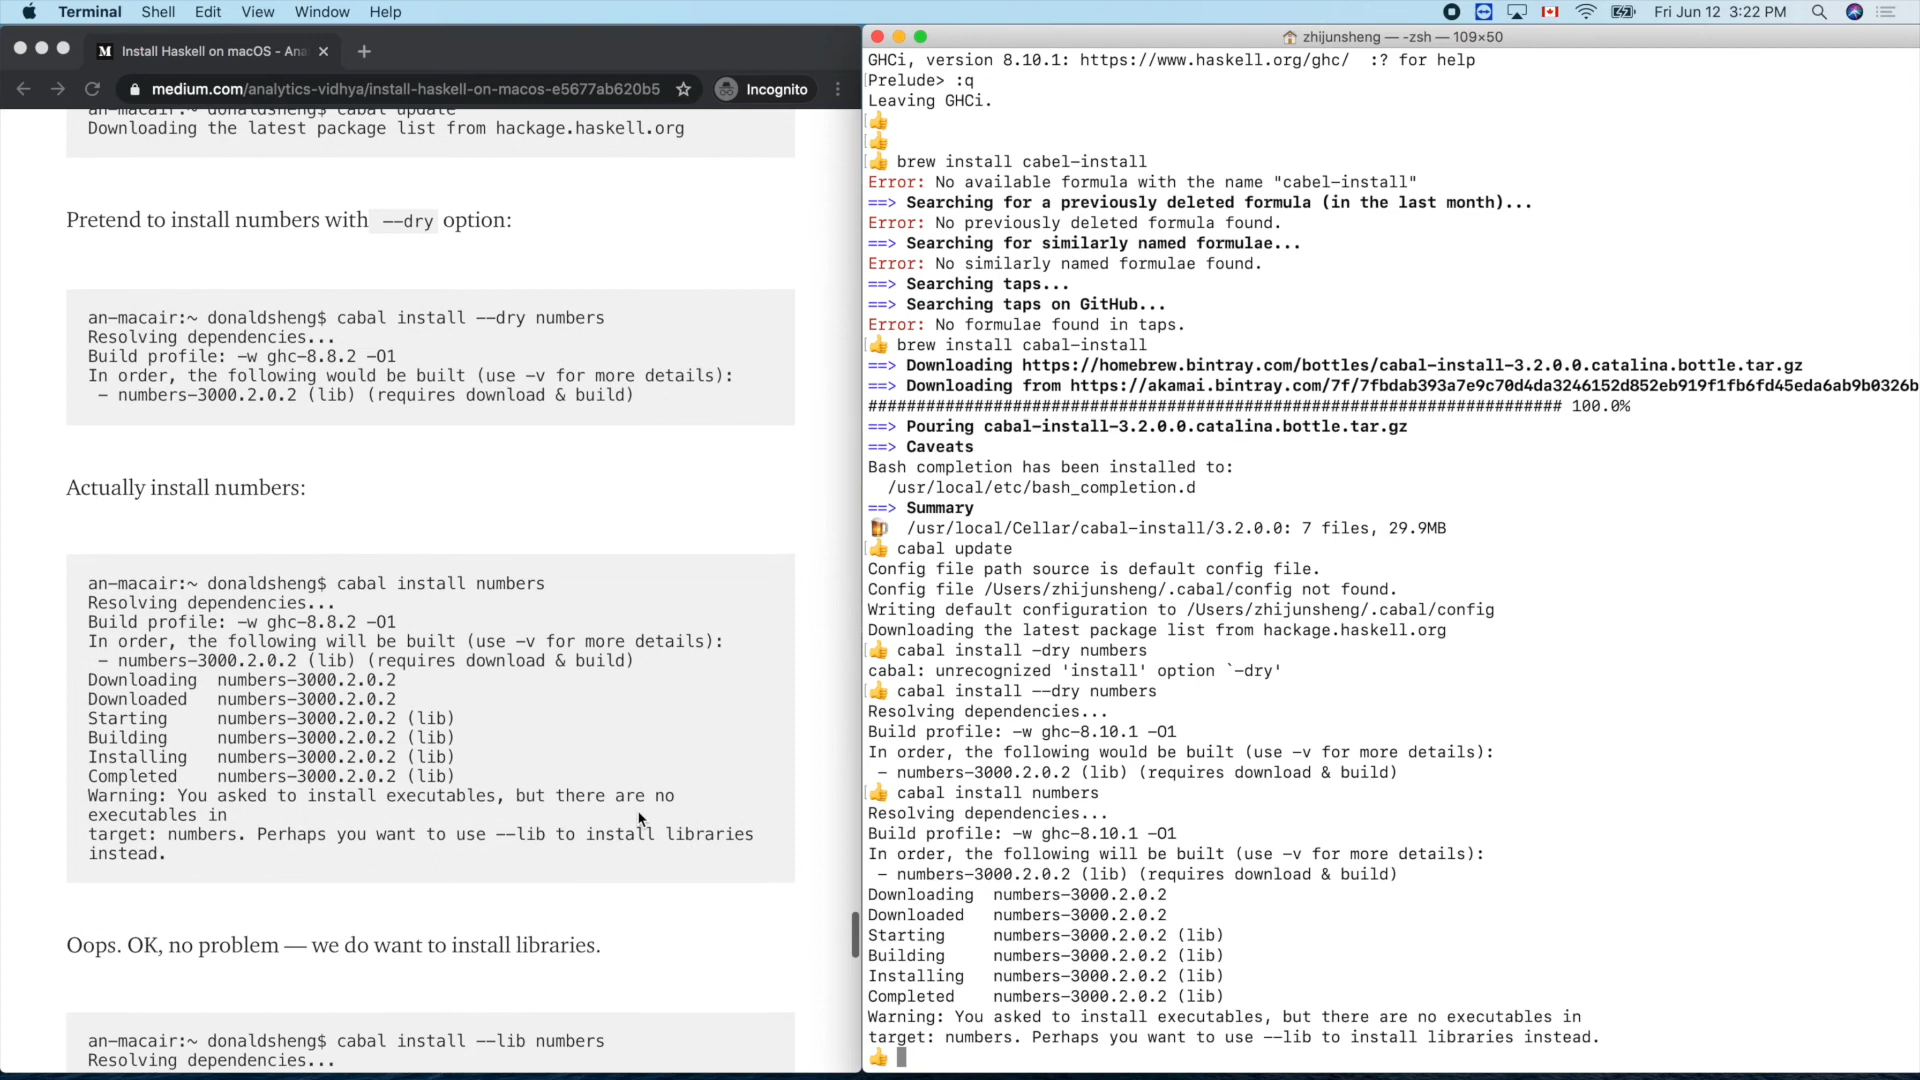 Terminal Shell Edit View Window Help
Fri Jun 12 3:22 PM
M Install Haskell on macOS - Ana
medium.com/analytics-vidhya/install-haskell-on-macos-e5677ab620b5
Incognito
an-macair:~ donaldsheng$ cabal update
Downloading the latest package list from hackage.haskell.org
Pretend to install numbers with --dry option:
an-macair:~ donaldsheng$ cabal install --dry numbers
Resolving dependencies...
Build profile: -w ghc-8.8.2 -O1
In order, the following would be built (use -v for more details):
- numbers-3000.2.0.2 (lib) (requires download & build)
Actually install numbers:
an-macair:~ donaldsheng$ cabal install numbers
Resolving dependencies...
Build profile: -w ghc-8.8.2 -O1
In order, the following will be built (use -v for more details):
- numbers-3000.2.0.2 (lib) (requires download & build)
Downloading numbers-3000.2.0.2
Downloaded numbers-3000.2.0.2
Starting numbers-3000.2.0.2 (lib)
Building numbers-3000.2.0.2 (lib)
Installing numbers-3000.2.0.2 (lib)
Completed numbers-3000.2.0.2 (lib)
Warning: You asked to install executables, but there are no
executables in
target: numbers. Perhaps you want to use --lib to install libraries
instead.
Oops. OK, no problem — we do want to install libraries.
an-macair:~ donaldsheng$ cabal install --lib numbers
Resolving dependencies...
zhijunsheng — -zsh — 109×50
GHCi, version 8.10.1: https://www.haskell.org/ghc/ :? for help
Prelude> :q
Leaving GHCi.
👍
👍
👍 brew install cabel-install
Error: No available formula with the name "cabel-install"
==> Searching for a previously deleted formula (in the last month)...
Error: No previously deleted formula found.
==> Searching for similarly named formulae...
Error: No similarly named formulae found.
==> Searching taps...
==> Searching taps on GitHub...
Error: No formulae found in taps.
👍 brew install cabal-install
==> Downloading https://homebrew.bintray.com/bottles/cabal-install-3.2.0.0.catalina.bottle.tar.gz
==> Downloading from https://akamai.bintray.com/7f/7fbdab393a7e9c70d4da3246152d852eb919f1fb6fd45eda6ab9b0326b
######################################################################## 100.0%
==> Pouring cabal-install-3.2.0.0.catalina.bottle.tar.gz
==> Caveats
Bash completion has been installed to:
/usr/local/etc/bash_completion.d
==> Summary
🍺 /usr/local/Cellar/cabal-install/3.2.0.0: 7 files, 29.9MB
👍 cabal update
Config file path source is default config file.
Config file /Users/zhijunsheng/.cabal/config not found.
Writing default configuration to /Users/zhijunsheng/.cabal/config
Downloading the latest package list from hackage.haskell.org
👍 cabal install -dry numbers
cabal: unrecognized 'install' option `-dry'
👍 cabal install --dry numbers
Resolving dependencies...
Build profile: -w ghc-8.10.1 -O1
In order, the following would be built (use -v for more details):
- numbers-3000.2.0.2 (lib) (requires download & build)
👍 cabal install numbers
Resolving dependencies...
Build profile: -w ghc-8.10.1 -O1
In order, the following will be built (use -v for more details):
- numbers-3000.2.0.2 (lib) (requires download & build)
Downloading numbers-3000.2.0.2
Downloaded numbers-3000.2.0.2
Starting numbers-3000.2.0.2 (lib)
Building numbers-3000.2.0.2 (lib)
Installing numbers-3000.2.0.2 (lib)
Completed numbers-3000.2.0.2 (lib)
Warning: You asked to install executables, but there are no executables in
target: numbers. Perhaps you want to use --lib to install libraries instead.
👍